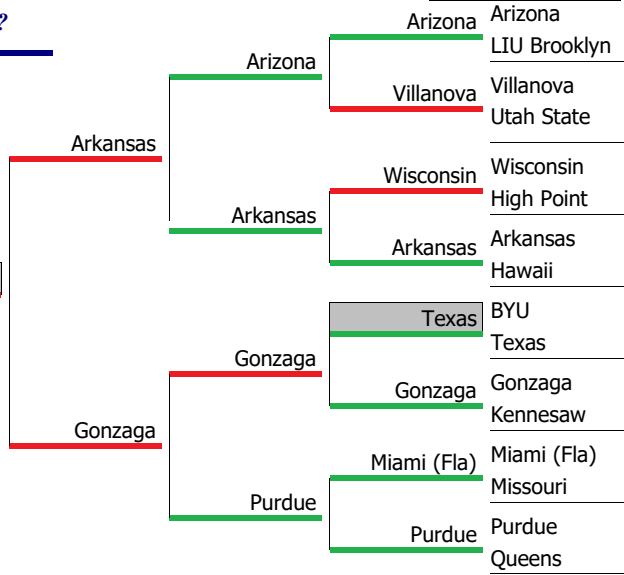 ?
Arizona
LIU Brooklyn
Villanova
Utah State
Wisconsin
High Point
Arkansas
Hawaii
BYU
Texas
Gonzaga
Kennesaw
Miami (Fla)
Missouri
Purdue
Queens
Arizona
Villanova
Wisconsin
Arkansas
Texas
Gonzaga
Miami (Fla)
Purdue
Arizona
Arkansas
Gonzaga
Purdue
Arkansas
Gonzaga